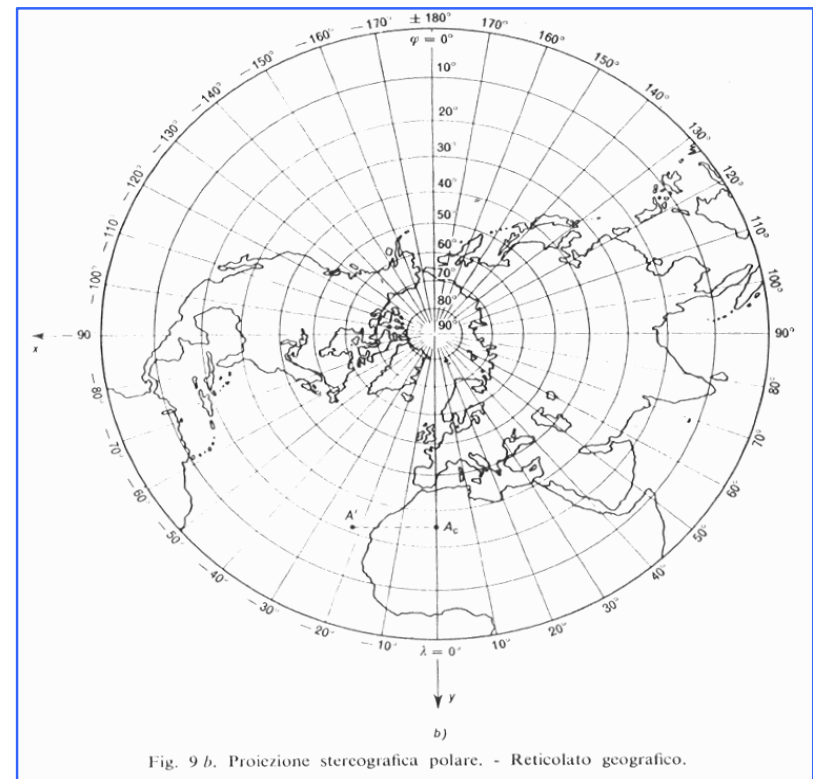 ± 180°
− 170° 170°
φ = 0°
− 160° 160°
− 150° 150°
− 140° 140°
− 130° 130°
− 120° 120°
− 110 110°
− 100° 100°
− 90 90°
− 80 80°
− 70° 70°
− 60° 60°
− 50° 50°
− 40° 40°
− 30° 30°
− 20° 20°
− 10° 10°
λ = 0°
10°
20°
30°
40°
50°
60°
70°
80°
90°
x
A'
Ac
y
b)
Fig. 9 b. Proiezione stereografica polare. - Reticolato geografico.